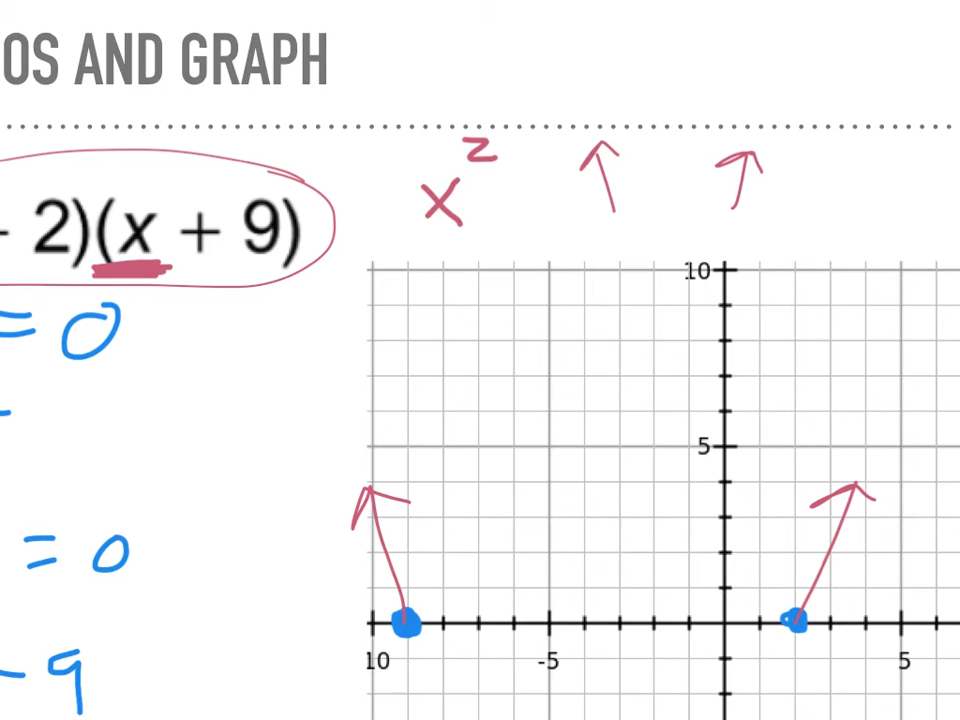 OS AND GRAPH
x²
- 2)(x + 9)
= 0
10
5
= 0
10 -5 5
- 9